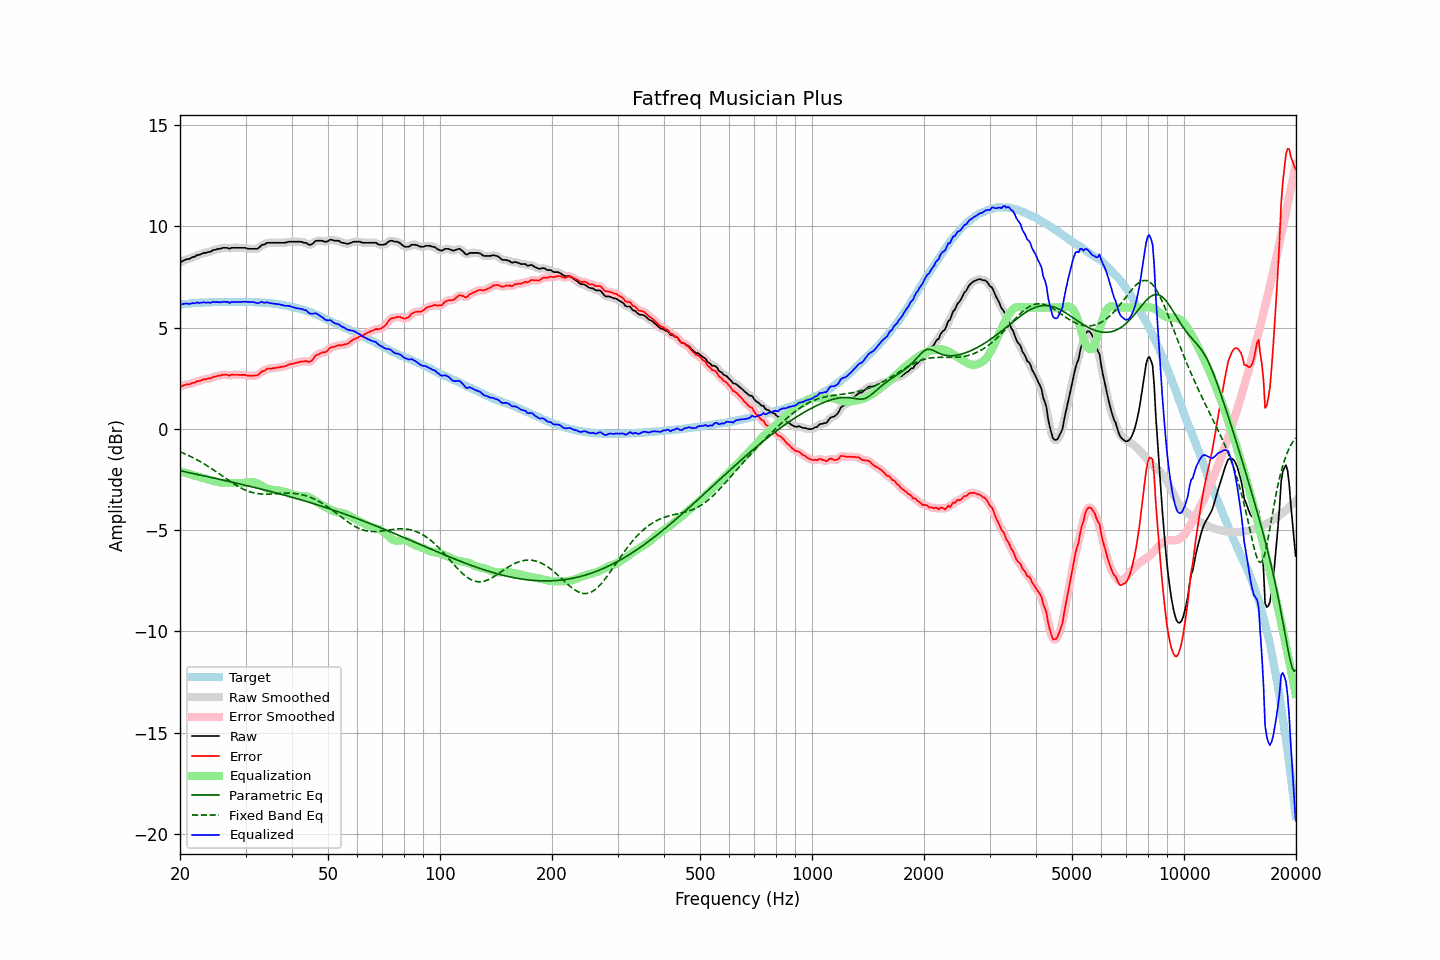 Fatfreq Musician Plus
Amplitude (dBr)
15
10
5
0
−5
−10
−15
−20
Target
Raw Smoothed
Error Smoothed
Raw
Error
Equalization
Parametric Eq
Fixed Band Eq
Equalized
20 50 100 200 500 1000 2000 5000 10000 20000
Frequency (Hz)